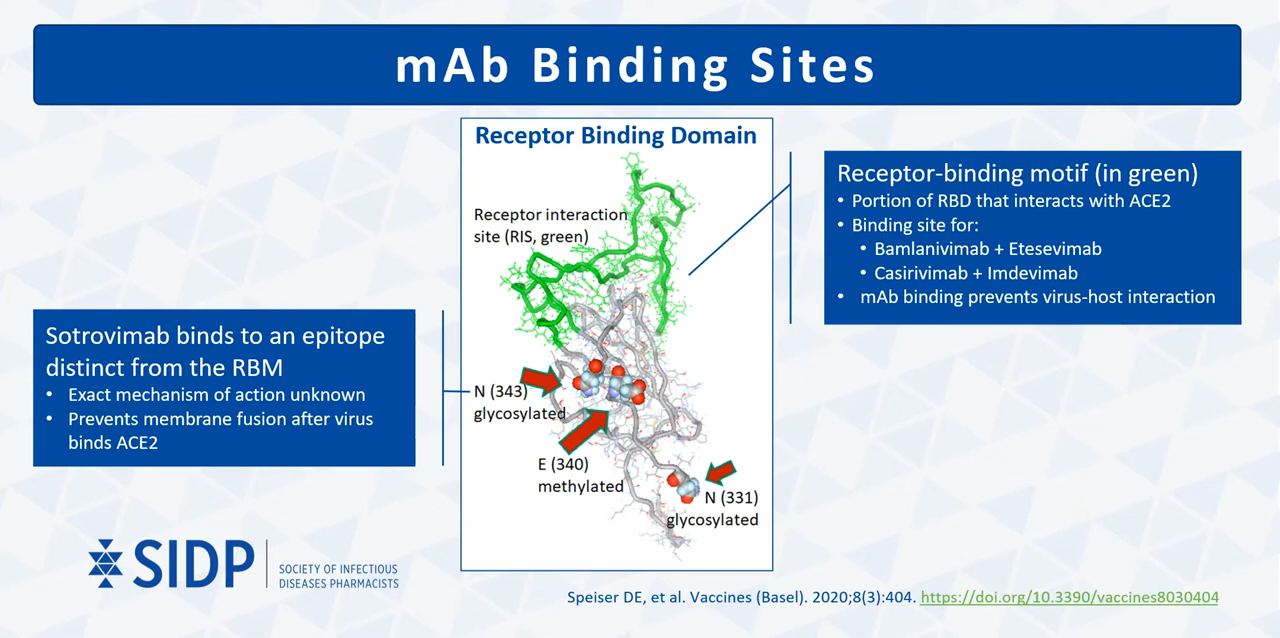 mAb Binding Sites
Receptor Binding Domain
Receptor interaction
site (RIS, green)
N (343)
glycosylated
E (340)
methylated
N (331)
glycosylated
Receptor-binding motif (in green)
• Portion of RBD that interacts with ACE2
• Binding site for:
• Bamlanivimab + Etesevimab
• Casirivimab + Imdevimab
• mAb binding prevents virus-host interaction
Sotrovimab binds to an epitope
distinct from the RBM
• Exact mechanism of action unknown
• Prevents membrane fusion after virus
binds ACE2
SIDP
SOCIETY OF INFECTIOUS
DISEASES PHARMACISTS
Speiser DE, et al. Vaccines (Basel). 2020;8(3):404. https://doi.org/10.3390/vaccines8030404